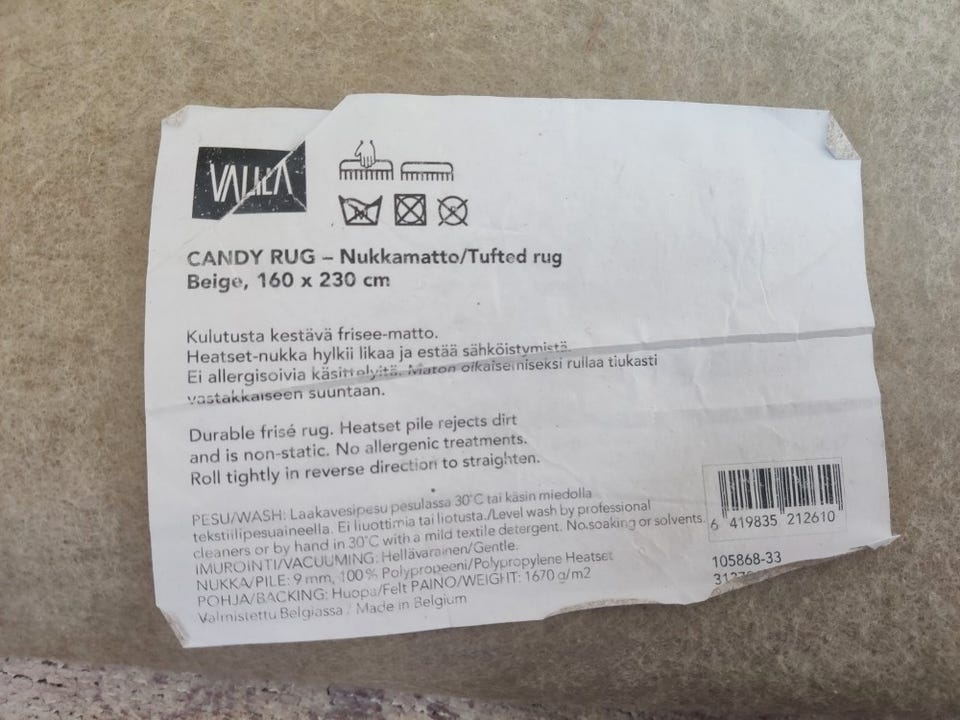 VALLILA
CANDY RUG – Nukkamatto/Tufted rug
Beige, 160 x 230 cm
Kulutusta kestävä frisee-matto.
Heatset-nukka hylkii likaa ja estää sähköistymistä.
Ei allergisoivia käsittelyitä. Maton oikaisemiseksi rullaa tiukasti
vastakkaiseen suuntaan.
Durable frisé rug. Heatset pile rejects dirt
and is non-static. No allergenic treatments.
Roll tightly in reverse direction to straighten.
PESU/WASH: Laakavesipesu pesulassa 30°C tai käsin miedolla
tekstiilipesuaineella. Ei liuottimia tai liotusta./Level wash by professional
cleaners or by hand in 30°C with a mild textile detergent. No soaking or solvents.
IMUROINTI/VACUUMING: Hellävarainen/Gentle.
NUKKA/PILE: 9 mm, 100% Polypropeeni/Polypropylene Heatset
POHJA/BACKING: Huopa/Felt PAINO/WEIGHT: 1670 g/m2
Valmistettu Belgiassa / Made in Belgium
6 419835 212610
105868-33